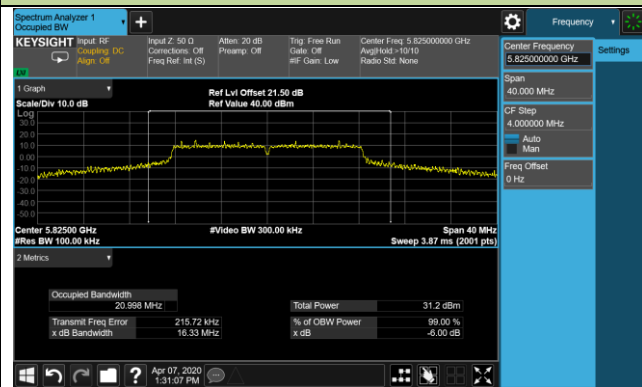 Spectrum Analyzer 1
Occupied BW
Frequency
KEYSIGHT
Input: RF
Coupling: DC
Align: Off
Input Z: 50 Ω
Corrections: Off
Freq Ref: Int (S)
Atten: 20 dB
Preamp: Off
Trig: Free Run
Gate: Off
#IF Gain: Low
Center Freq: 5.825000000 GHz
Avg|Hold:>10/10
Radio Std: None
Center Frequency
5.825000000 GHz
Settings
Span
40.000 MHz
CF Step
4.000000 MHz
Auto
Man
Freq Offset
0 Hz
1 Graph
Scale/Div 10.0 dB
Ref Lvl Offset 21.50 dB
Ref Value 40.00 dBm
Log
30.0
20.0
10.0
0.00
-10.0
-20.0
-30.0
-40.0
-50.0
Center 5.82500 GHz
#Res BW 100.00 kHz
#Video BW 300.00 kHz
Span 40 MHz
Sweep 3.87 ms (2001 pts)
2 Metrics
Occupied Bandwidth
20.998 MHz
Total Power 31.2 dBm
Transmit Freq Error 215.72 kHz
% of OBW Power 99.00 %
x dB Bandwidth 16.33 MHz
x dB -6.00 dB
Apr 07, 2020
1:31:07 PM